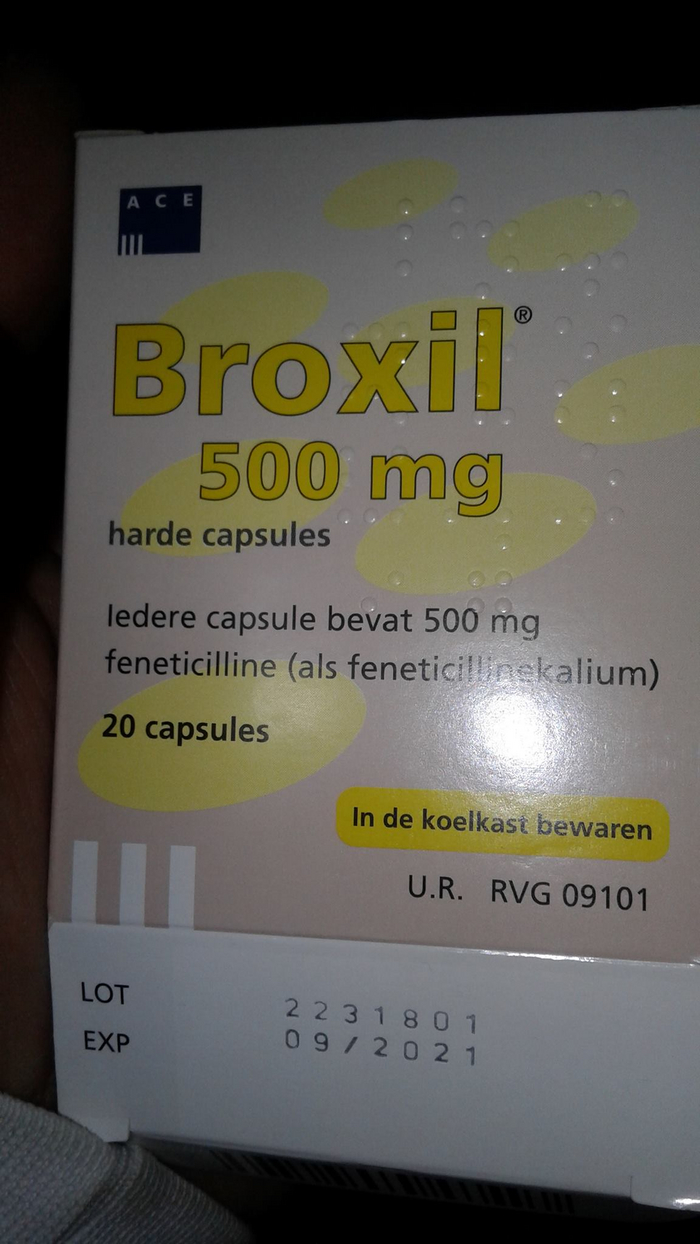 A C E
Broxil®
500 mg
harde capsules
Iedere capsule bevat 500 mg
feneticilline (als feneticillinekalium)
20 capsules
In de koelkast bewaren
U.R. RVG 09101
LOT 2231801
EXP 09/2021